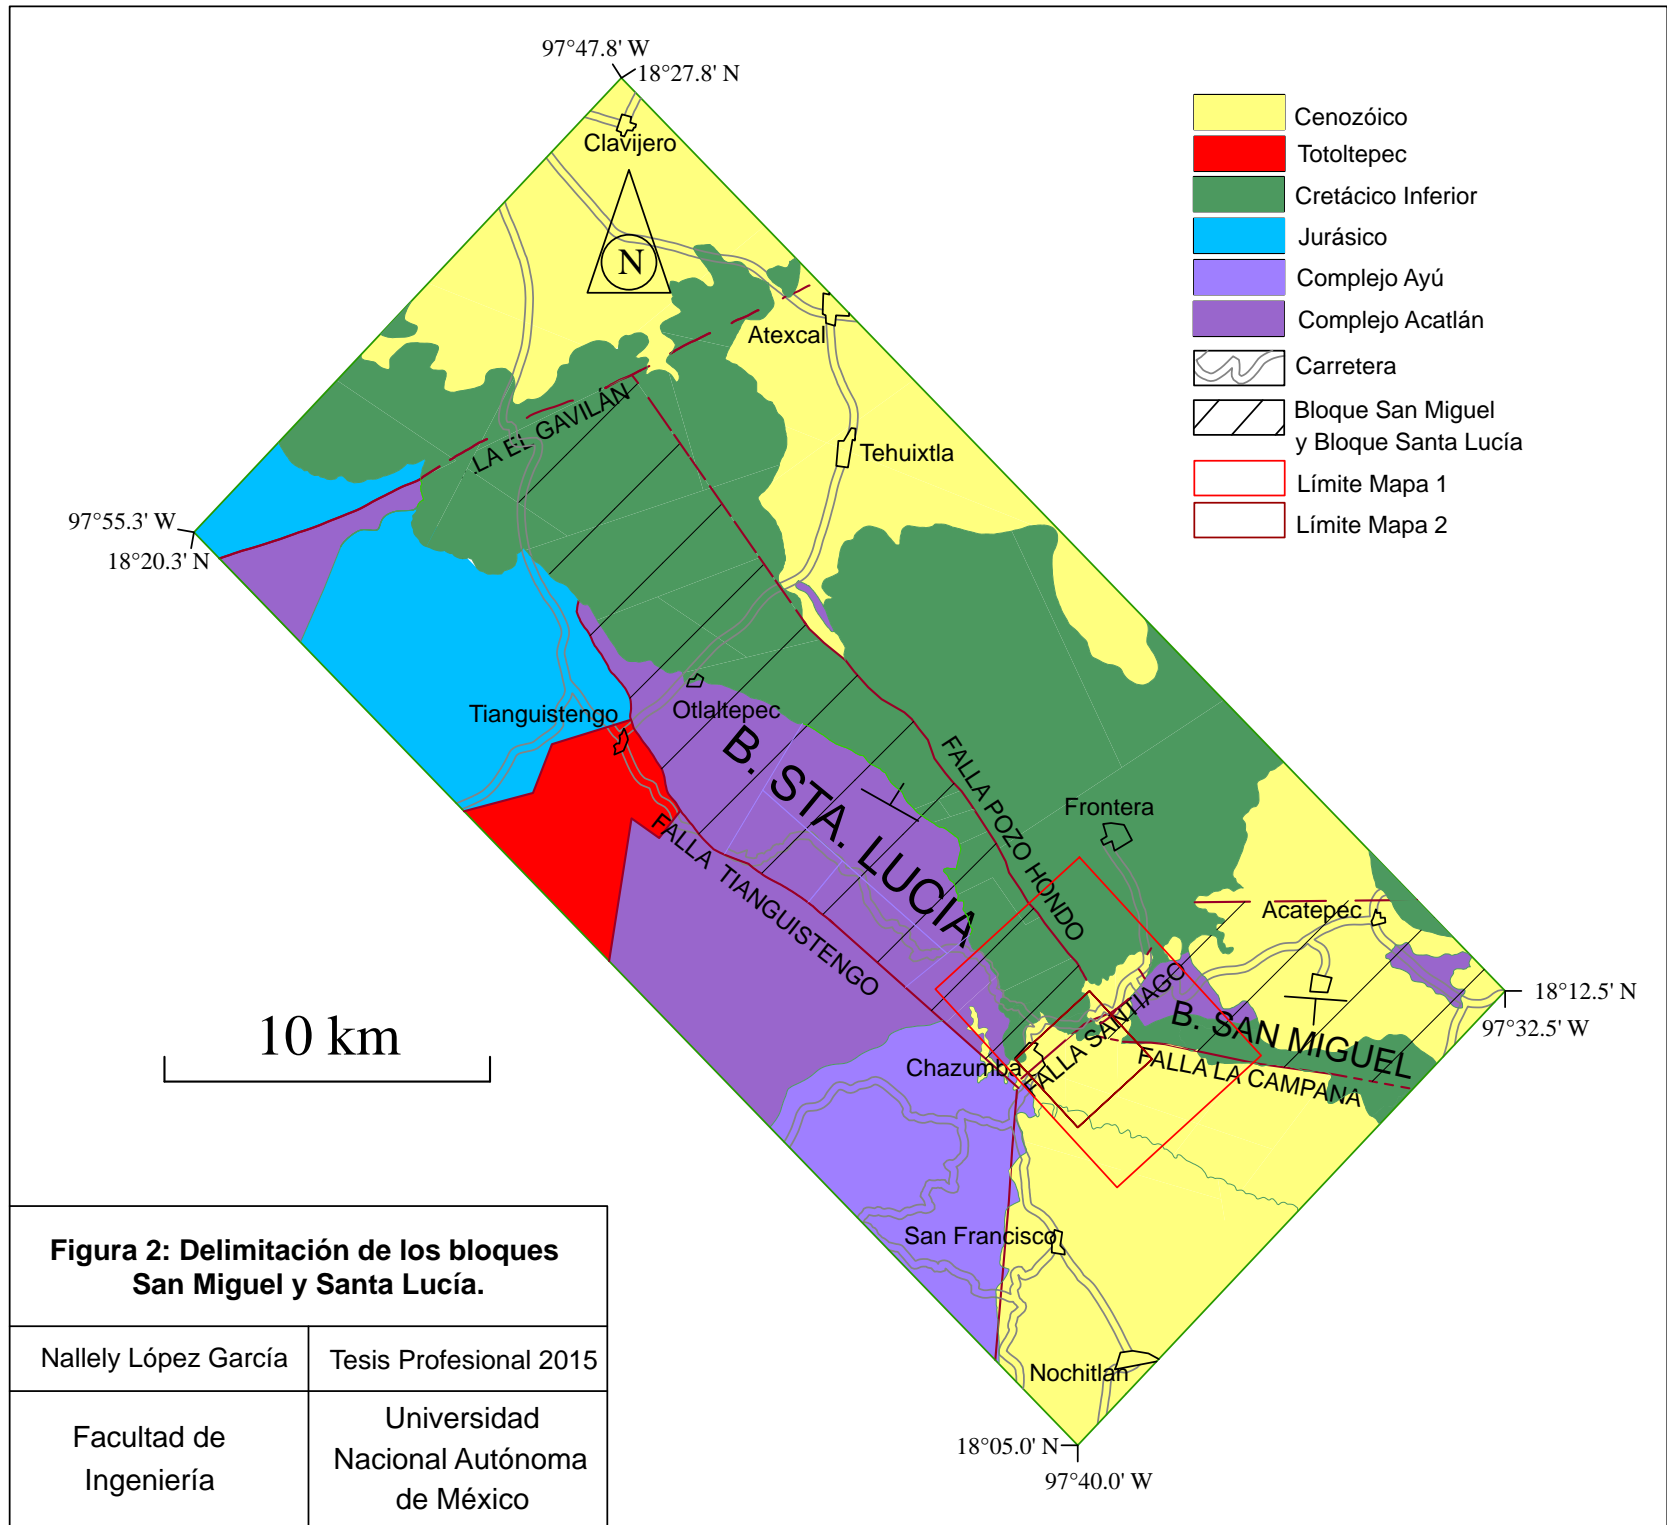 97°47.8' W
18°27.8' N
Clavijero
N
Atexcal
LA EL GAVILÁN
Tehuixtla
97°55.3' W
18°20.3' N
Tianguistengo
Otlaltepec
B. STA. LUCIA
FALLA POZO HONDO
FALLA TIANGUISTENGO
Frontera
Acatepec
18°12.5' N
97°32.5' W
B. SAN MIGUEL
FALLA SANTIAGO
FALLA LA CAMPANA
Chazumba
10 km
San Francisco
Nochitlan
18°05.0' N
97°40.0' W
Cenozóico
Totoltepec
Cretácico Inferior
Jurásico
Complejo Ayú
Complejo Acatlán
Carretera
Bloque San Miguel
y Bloque Santa Lucía
Límite Mapa 1
Límite Mapa 2
Figura 2: Delimitación de los bloques
San Miguel y Santa Lucía.
Nallely López García
Tesis Profesional 2015
Facultad de
Ingeniería
Universidad
Nacional Autónoma
de México